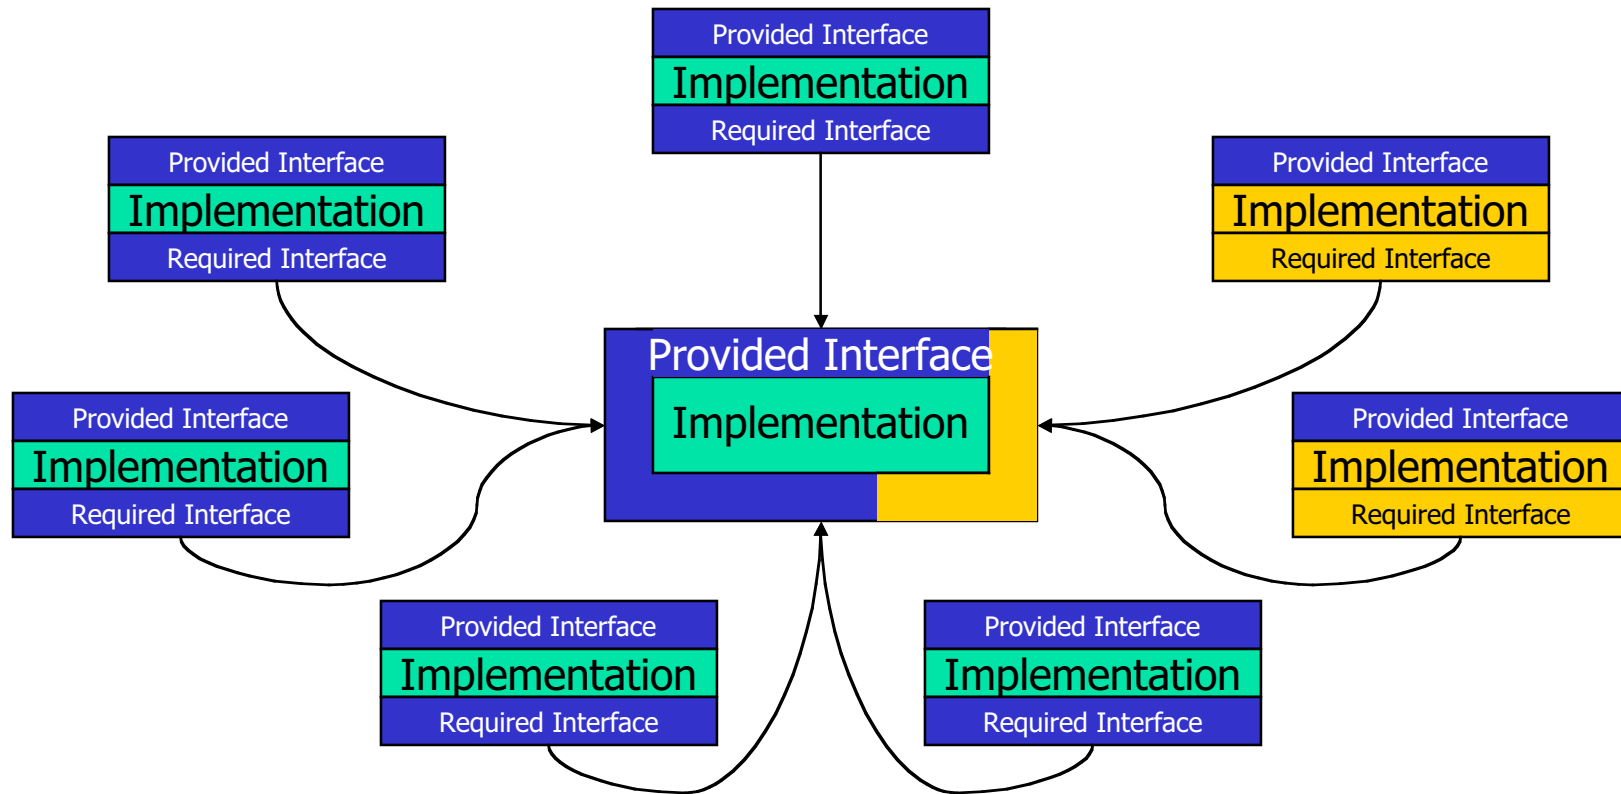 Provided Interface
Implementation
Required Interface
Provided Interface
Implementation
Required Interface
Provided Interface
Implementation
Required Interface
Provided Interface
Implementation
Provided Interface
Implementation
Required Interface
Provided Interface
Implementation
Required Interface
Provided Interface
Implementation
Required Interface
Provided Interface
Implementation
Required Interface